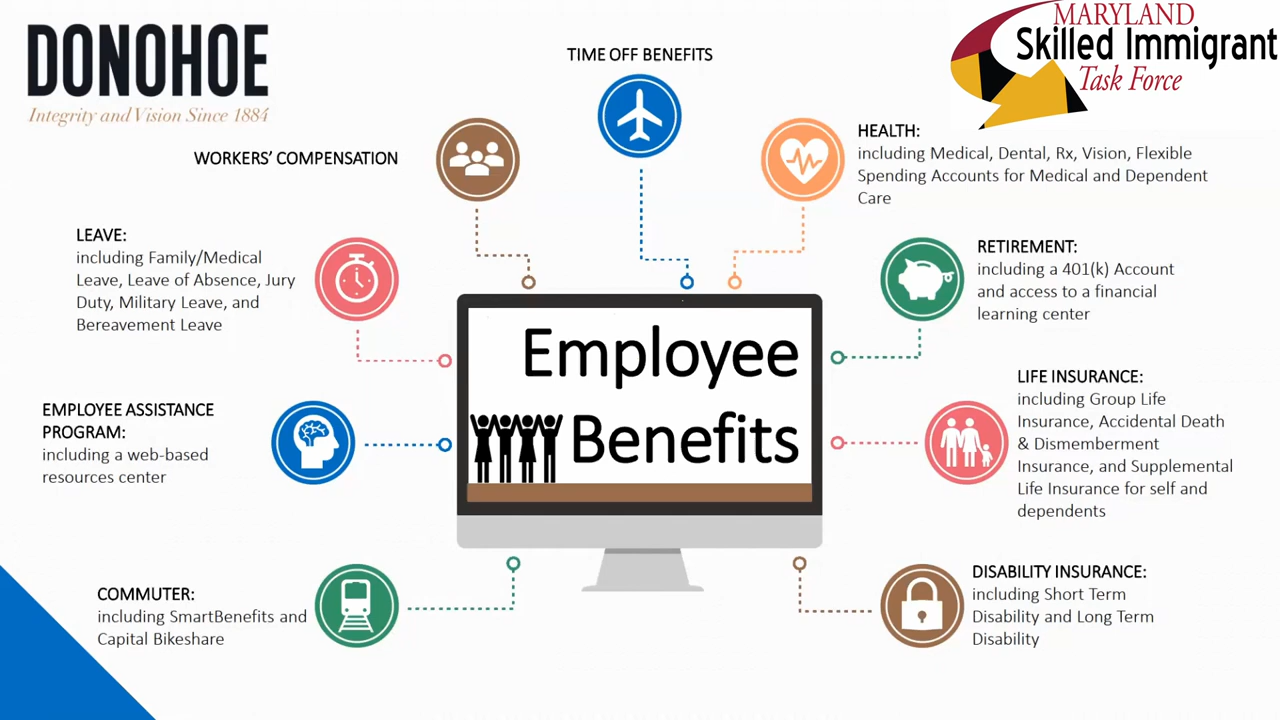 DONOHOE
Integrity and Vision Since 1884
MARYLAND
Skilled Immigrant
Task Force
TIME OFF BENEFITS
WORKERS’ COMPENSATION
HEALTH:
including Medical, Dental, Rx, Vision, Flexible
Spending Accounts for Medical and Dependent
Care
LEAVE:
including Family/Medical
Leave, Leave of Absence, Jury
Duty, Military Leave, and
Bereavement Leave
RETIREMENT:
including a 401(k) Account
and access to a financial
learning center
Employee
Benefits
EMPLOYEE ASSISTANCE
PROGRAM:
including a web-based
resources center
LIFE INSURANCE:
including Group Life
Insurance, Accidental Death
& Dismemberment
Insurance, and Supplemental
Life Insurance for self and
dependents
COMMUTER:
including SmartBenefits and
Capital Bikeshare
DISABILITY INSURANCE:
including Short Term
Disability and Long Term
Disability